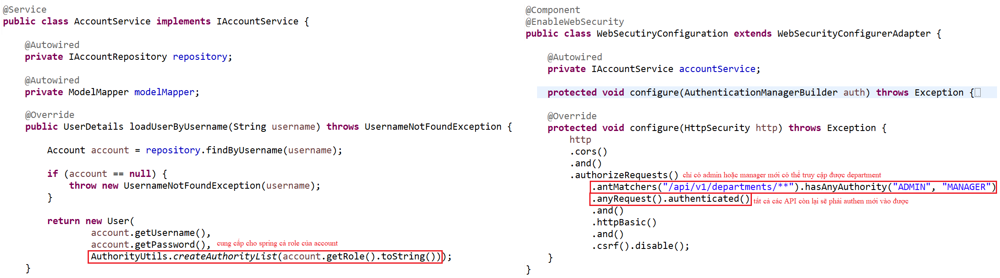 @Service
public class AccountService implements IAccountService {
@Autowired
private IAccountRepository repository;
@Autowired
private ModelMapper modelMapper;
@Override
public UserDetails loadUserByUsername(String username) throws UsernameNotFoundException {
Account account = repository.findByUsername(username);
if (account == null) {
throw new UsernameNotFoundException(username);
}
return new User(
account.getUsername(),
account.getPassword(), cung cấp cho spring cả role của account
AuthorityUtils.createAuthorityList(account.getRole().toString()));
}
@Component
@EnableWebSecurity
public class WebSecutiryConfiguration extends WebSecurityConfigurerAdapter {
@Autowired
private IAccountService accountService;
protected void configure(AuthenticationManagerBuilder auth) throws Exception {
@Override
protected void configure(HttpSecurity http) throws Exception {
http
.cors()
.and()
.authorizeRequests() chỉ có admin hoặc manager mới có thể truy cập được department
.antMatchers("/api/v1/departments/**").hasAnyAuthority("ADMIN", "MANAGER")
.anyRequest().authenticated() tất cả các API còn lại sẽ phải authen mới vào được
.and()
.httpBasic()
.and()
.csrf().disable();
}
}